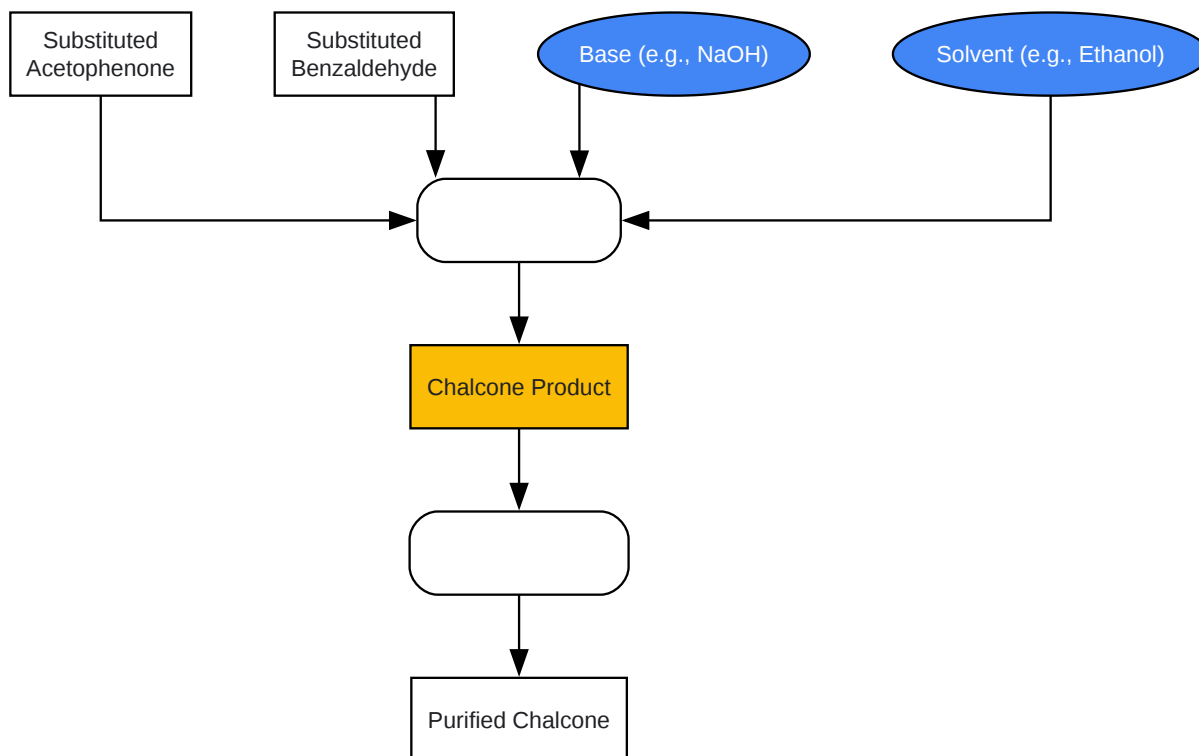 Substituted
Acetophenone
Substituted
Benzaldehyde
Base (e.g., NaOH)
Solvent (e.g., Ethanol)
Chalcone Product
Purified Chalcone